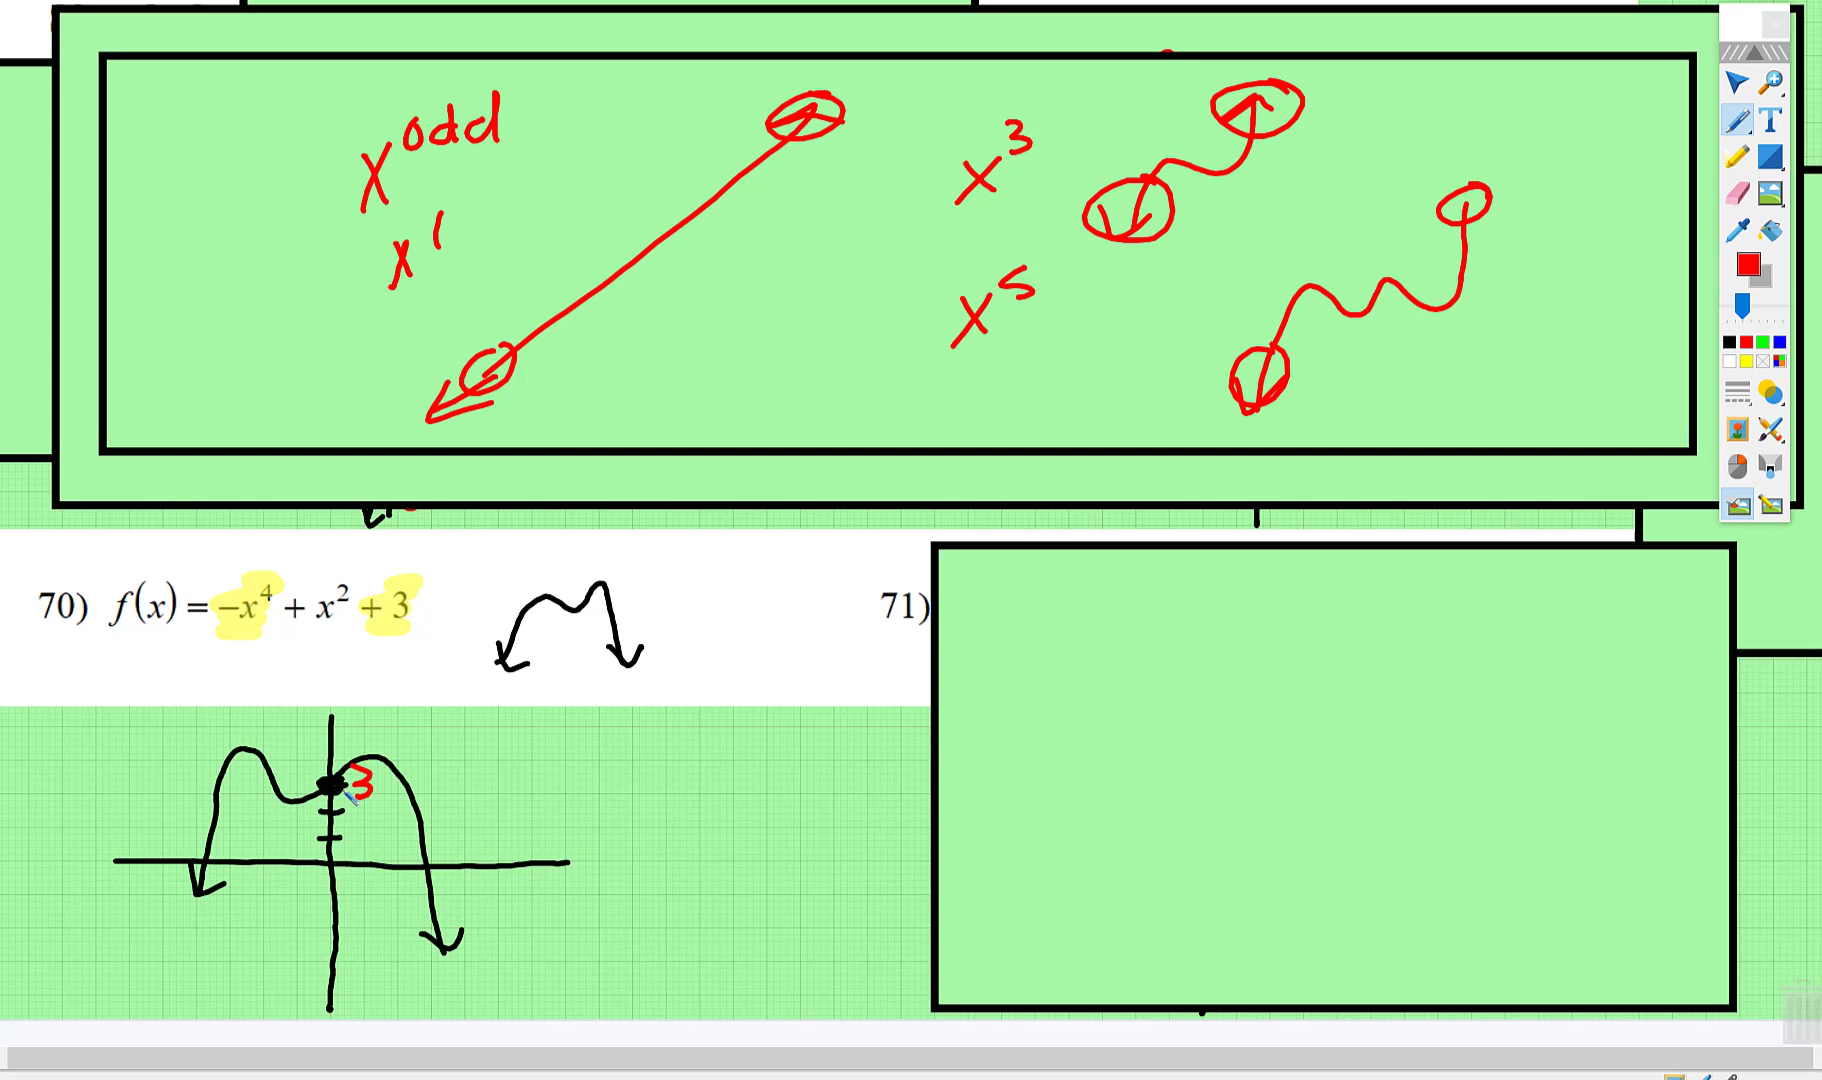 x^odd
x^1
x^3
x^5
70) f(x) = −x^4 + x^2 + 3
71)
3
T